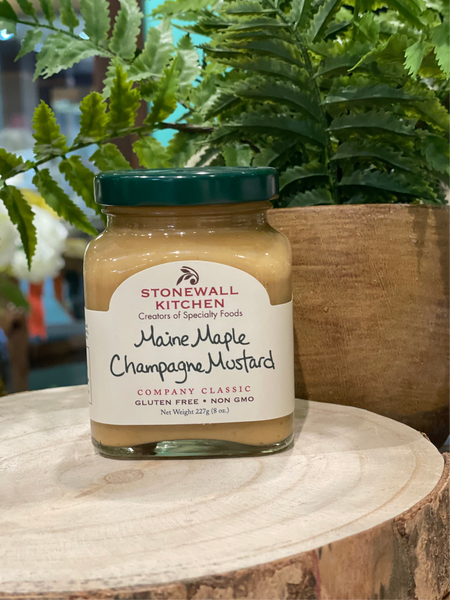 STONEWALL
KITCHEN
Creators of Specialty Foods
Maine Maple
Champagne Mustard
COMPANY CLASSIC
GLUTEN FREE • NON GMO
Net Weight 227g (8 oz.)